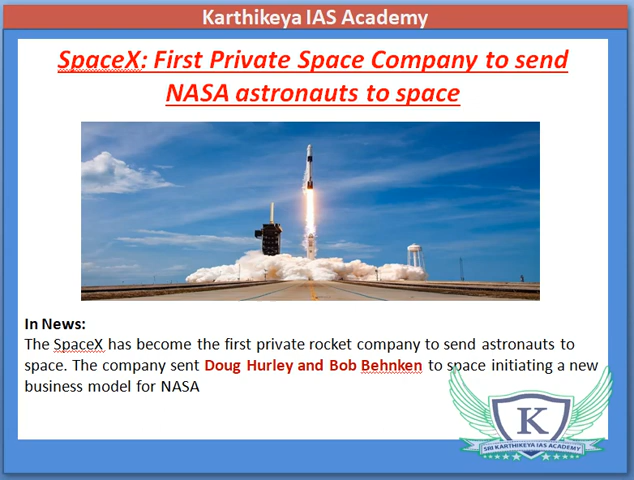 Karthikeya IAS Academy
SpaceX: First Private Space Company to send
NASA astronauts to space
In News:
The SpaceX has become the first private rocket company to send astronauts to
space. The company sent Doug Hurley and Bob Behnken to space initiating a new
business model for NASA
K
SRI KARTHIKEYA IAS ACADEMY